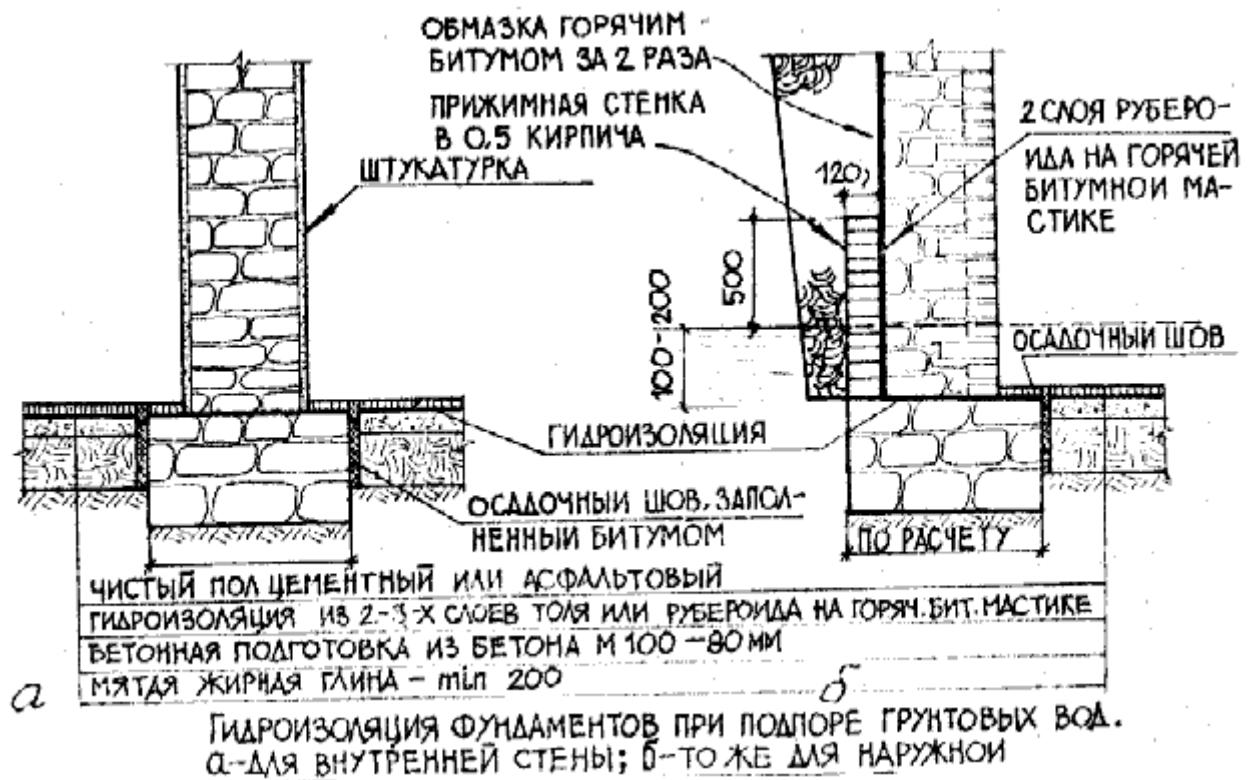 ОБМАЗКА ГОРЯЧИМ
БИТУМОМ ЗА 2 РАЗА
ПРИЖИМНАЯ СТЕНКА
В 0,5 КИРПИЧА
ШТУКАТУРКА
2 СЛОЯ РУБЕРО-
ИДА НА ГОРЯЧЕЙ
БИТУМНОЙ МА-
СТИКЕ
120
500
100-200
ОСАДОЧНЫЙ ШОВ
ГИДРОИЗОЛЯЦИЯ
ОСАДОЧНЫЙ ШОВ, ЗАПОЛ-
НЕННЫЙ БИТУМОМ
ПО РАСЧЕТУ
ЧИСТЫЙ ПОЛ ЦЕМЕНТНЫЙ ИЛИ АСФАЛЬТОВЫЙ
ГИДРОИЗОЛЯЦИЯ ИЗ 2-3-Х СЛОЕВ ТОЛЯ ИЛИ РУБЕРОИДА НА ГОРЯЧ. БИТ. МАСТИКЕ
БЕТОННАЯ ПОДГОТОВКА ИЗ БЕТОНА М 100 – 80 ММ
МЯТАЯ ЖИРНАЯ ГЛИНА – min 200
а
б
ГИДРОИЗОЛЯЦИЯ ФУНДАМЕНТОВ ПРИ ПОДПОРЕ ГРУНТОВЫХ ВОД.
а-ДЛЯ ВНУТРЕННЕЙ СТЕНЫ; б-ТО ЖЕ ДЛЯ НАРУЖНОЙ